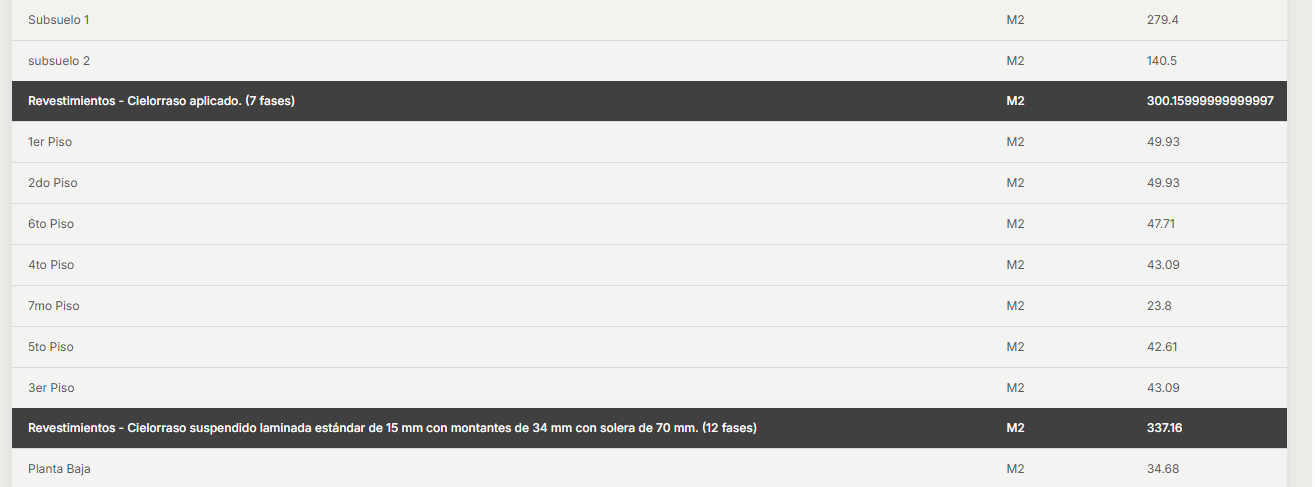 Subsuelo 1 M2 279.4
subsuelo 2 M2 140.5
Revestimientos - Cielorraso aplicado. (7 fases) M2 300.15999999999997
1er Piso M2 49.93
2do Piso M2 49.93
6to Piso M2 47.71
4to Piso M2 43.09
7mo Piso M2 23.8
5to Piso M2 42.61
3er Piso M2 43.09
Revestimientos - Cielorraso suspendido laminada estándar de 15 mm con montantes de 34 mm con solera de 70 mm. (12 fases) M2 337.16
Planta Baja M2 34.68